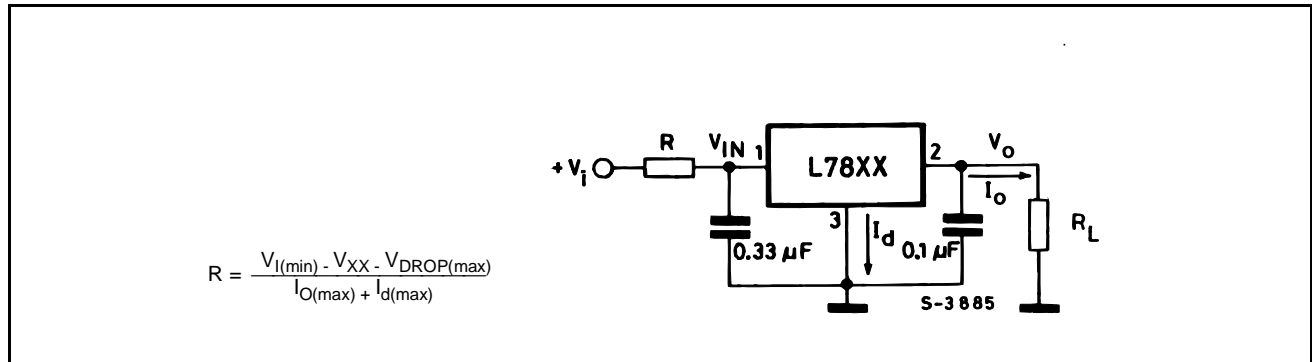 R = V_I(min) - V_XX - V_DROP(max)
I_O(max) + I_d(max)
+ V_i
R
V_IN
1
L78XX
2
V_o
I_o
3
I_d
0.33 µF
0.1 µF
R_L
S-3885